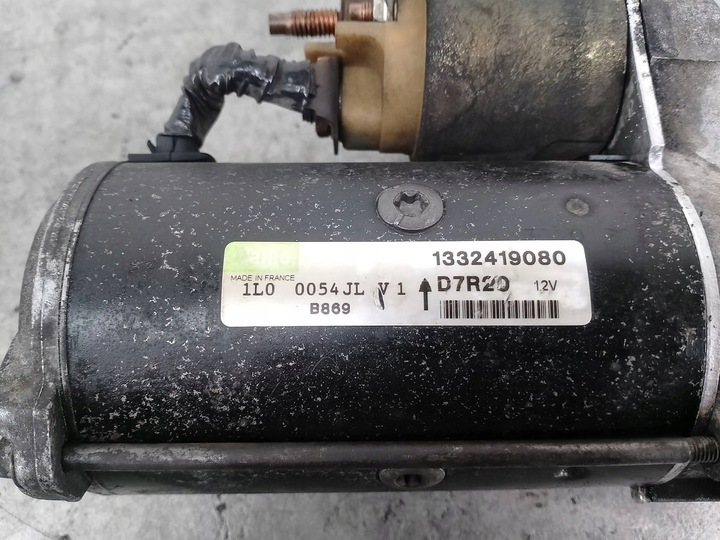 1332419080
MADE IN FRANCE
1L0 0054JL V 1 D7R20 12V
B869